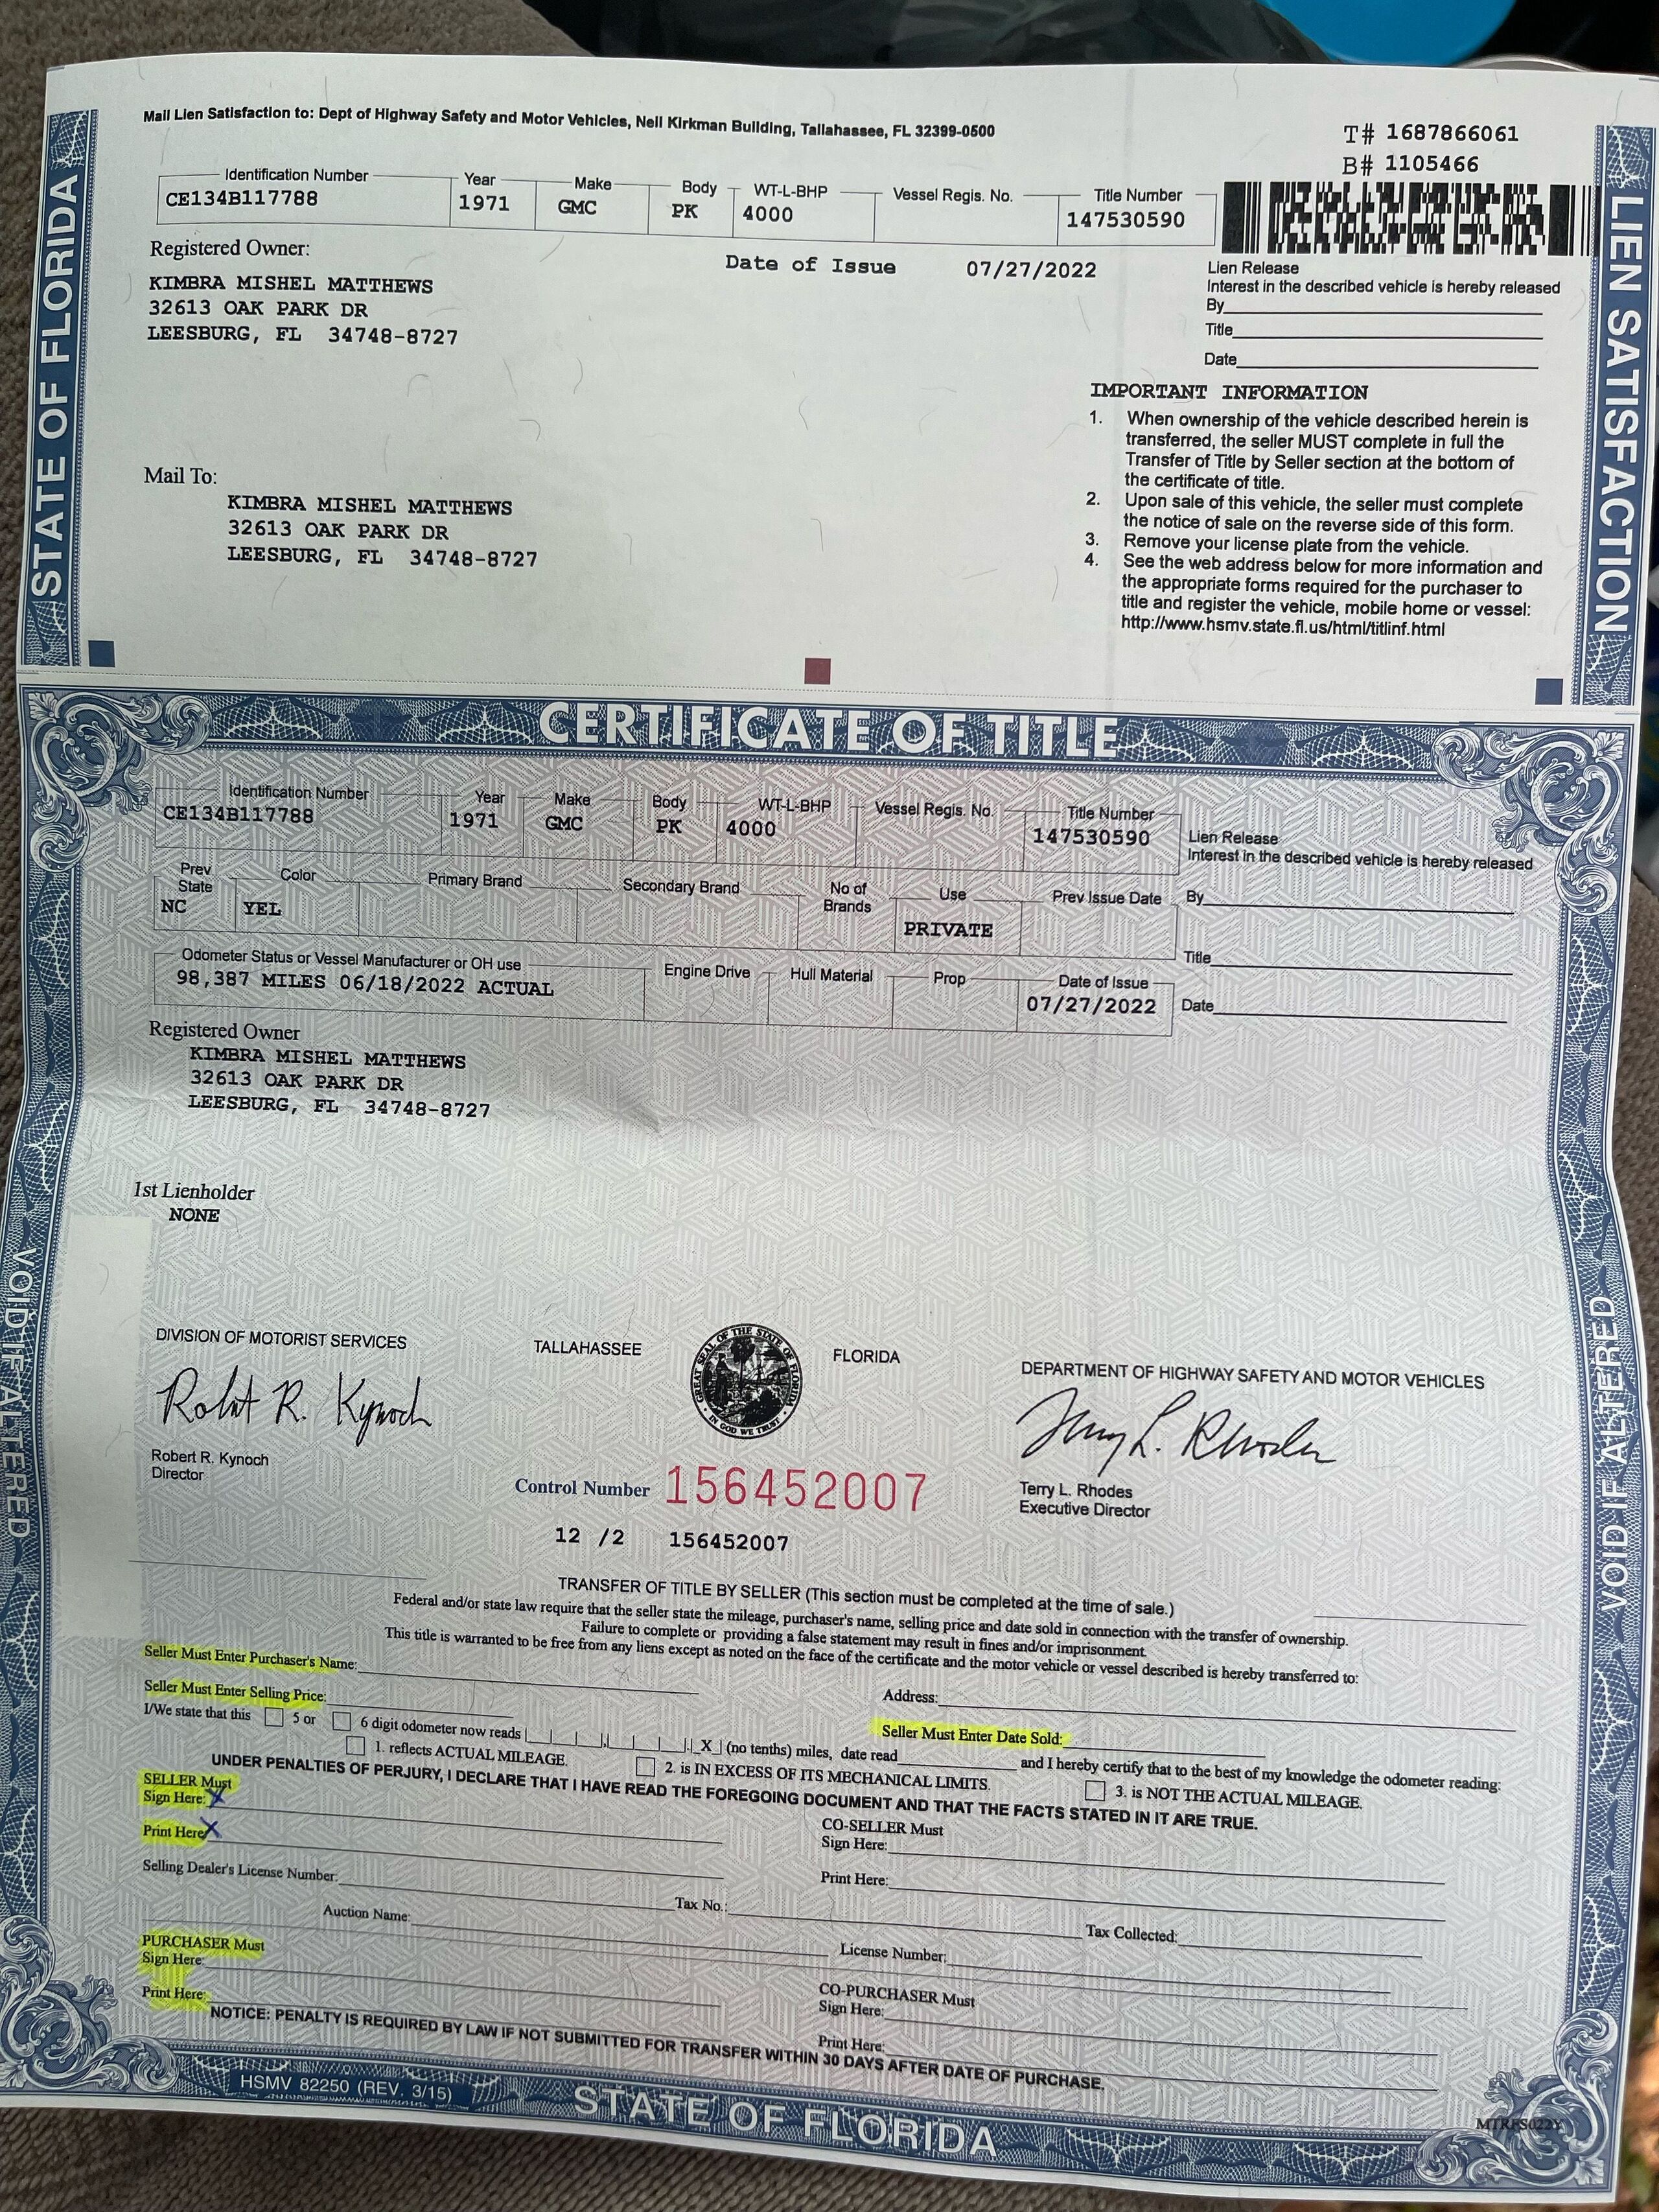 Mail Lien Satisfaction to: Dept of Highway Safety and Motor Vehicles, Neil Kirkman Building, Tallahassee, FL 32399-0500
T# 1687866061
B# 1105466
Identification Number Year Make Body WT-L-BHP Vessel Regis. No. Title Number
CE134B117788 1971 GMC PK 4000 147530590
Registered Owner:
Date of Issue 07/27/2022
KIMBRA MISHEL MATTHEWS
32613 OAK PARK DR
LEESBURG, FL 34748-8727
Lien Release
Interest in the described vehicle is hereby released
By
Title
Date
IMPORTANT INFORMATION
1. When ownership of the vehicle described herein is
transferred, the seller MUST complete in full the
Transfer of Title by Seller section at the bottom of
the certificate of title.
2. Upon sale of this vehicle, the seller must complete
the notice of sale on the reverse side of this form.
3. Remove your license plate from the vehicle.
4. See the web address below for more information and
the appropriate forms required for the purchaser to
title and register the vehicle, mobile home or vessel:
http://www.hsmv.state.fl.us/html/titlinf.html
Mail To:
KIMBRA MISHEL MATTHEWS
32613 OAK PARK DR
LEESBURG, FL 34748-8727
STATE OF FLORIDA
LIEN SATISFACTION
CERTIFICATE OF TITLE
Identification Number Year Make Body WT-L-BHP Vessel Regis. No. Title Number
CE134B117788 1971 GMC PK 4000 147530590
Lien Release
Interest in the described vehicle is hereby released
Prev State Color Primary Brand Secondary Brand No of Brands Use Prev Issue Date
NC YEL PRIVATE
By
Odometer Status or Vessel Manufacturer or OH use Engine Drive Hull Material Prop Date of Issue
98,387 MILES 06/18/2022 ACTUAL 07/27/2022
Title
Date
Registered Owner
KIMBRA MISHEL MATTHEWS
32613 OAK PARK DR
LEESBURG, FL 34748-8727
1st Lienholder
NONE
DIVISION OF MOTORIST SERVICES TALLAHASSEE FLORIDA DEPARTMENT OF HIGHWAY SAFETY AND MOTOR VEHICLES
GREAT SEAL OF THE STATE OF FLORIDA
IN GOD WE TRUST
Robert R. Kynoch
Terry L. Rhodes
Robert R. Kynoch
Director
Terry L. Rhodes
Executive Director
Control Number 156452007
12 /2 156452007
VOID IF ALTERED
VOID IF ALTERED
TRANSFER OF TITLE BY SELLER (This section must be completed at the time of sale.)
Federal and/or state law require that the seller state the mileage, purchaser's name, selling price and date sold in connection with the transfer of ownership.
Failure to complete or providing a false statement may result in fines and/or imprisonment.
This title is warranted to be free from any liens except as noted on the face of the certificate and the motor vehicle or vessel described is hereby transferred to:
Seller Must Enter Purchaser's Name: Address:
Seller Must Enter Selling Price: Seller Must Enter Date Sold:
I/We state that this 5 or 6 digit odometer now reads X (no tenths) miles, date read and I hereby certify that to the best of my knowledge the odometer reading:
1. reflects ACTUAL MILEAGE. 2. is IN EXCESS OF ITS MECHANICAL LIMITS. 3. is NOT THE ACTUAL MILEAGE.
UNDER PENALTIES OF PERJURY, I DECLARE THAT I HAVE READ THE FOREGOING DOCUMENT AND THAT THE FACTS STATED IN IT ARE TRUE.
SELLER Must
Sign Here: X
CO-SELLER Must
Sign Here:
Print Here: X
Print Here:
Selling Dealer's License Number: Tax No.: Tax Collected:
Auction Name: License Number:
PURCHASER Must
Sign Here:
CO-PURCHASER Must
Sign Here:
Print Here:
Print Here:
NOTICE: PENALTY IS REQUIRED BY LAW IF NOT SUBMITTED FOR TRANSFER WITHIN 30 DAYS AFTER DATE OF PURCHASE.
HSMV 82250 (REV. 3/15)
STATE OF FLORIDA